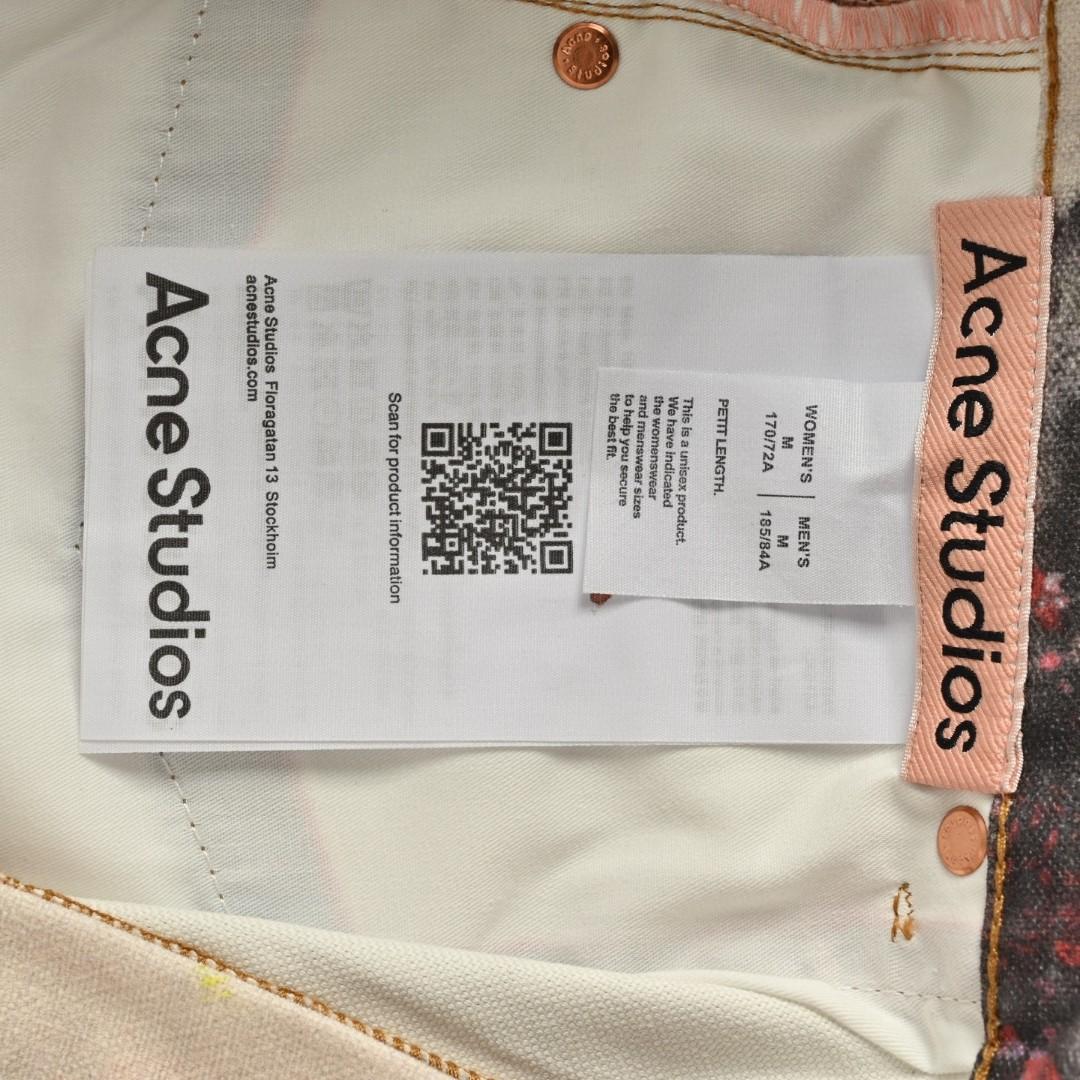 Acne Studios
WOMEN'S | MEN'S
M M
170/72A | 185/84A
PETIT LENGTH.
This is a unisex product.
We have indicated
the womenswear
and menswear sizes
to help you secure
the best fit.
Scan for product information
Acne Studios Floragatan 13 Stockholm
acnestudios.com
Acne Studios